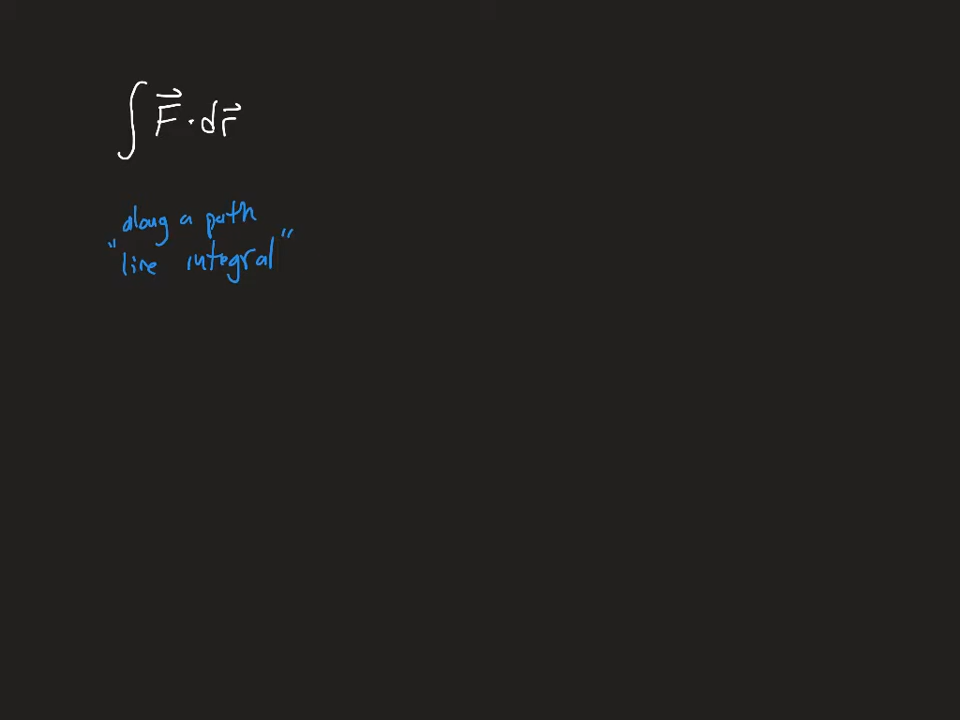 ∫ F⃗ · dr⃗
along a path
"line integral"